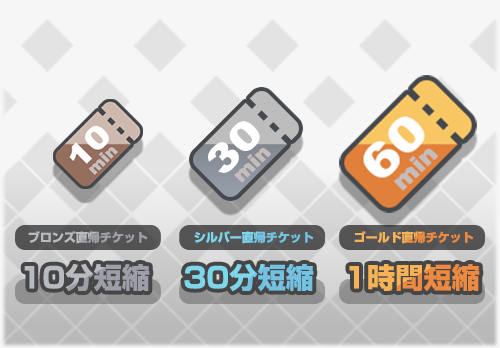 10
min
30
min
60
min
ブロンズ直帰チケット
シルバー直帰チケット
ゴールド直帰チケット
10分短縮
30分短縮
1時間短縮